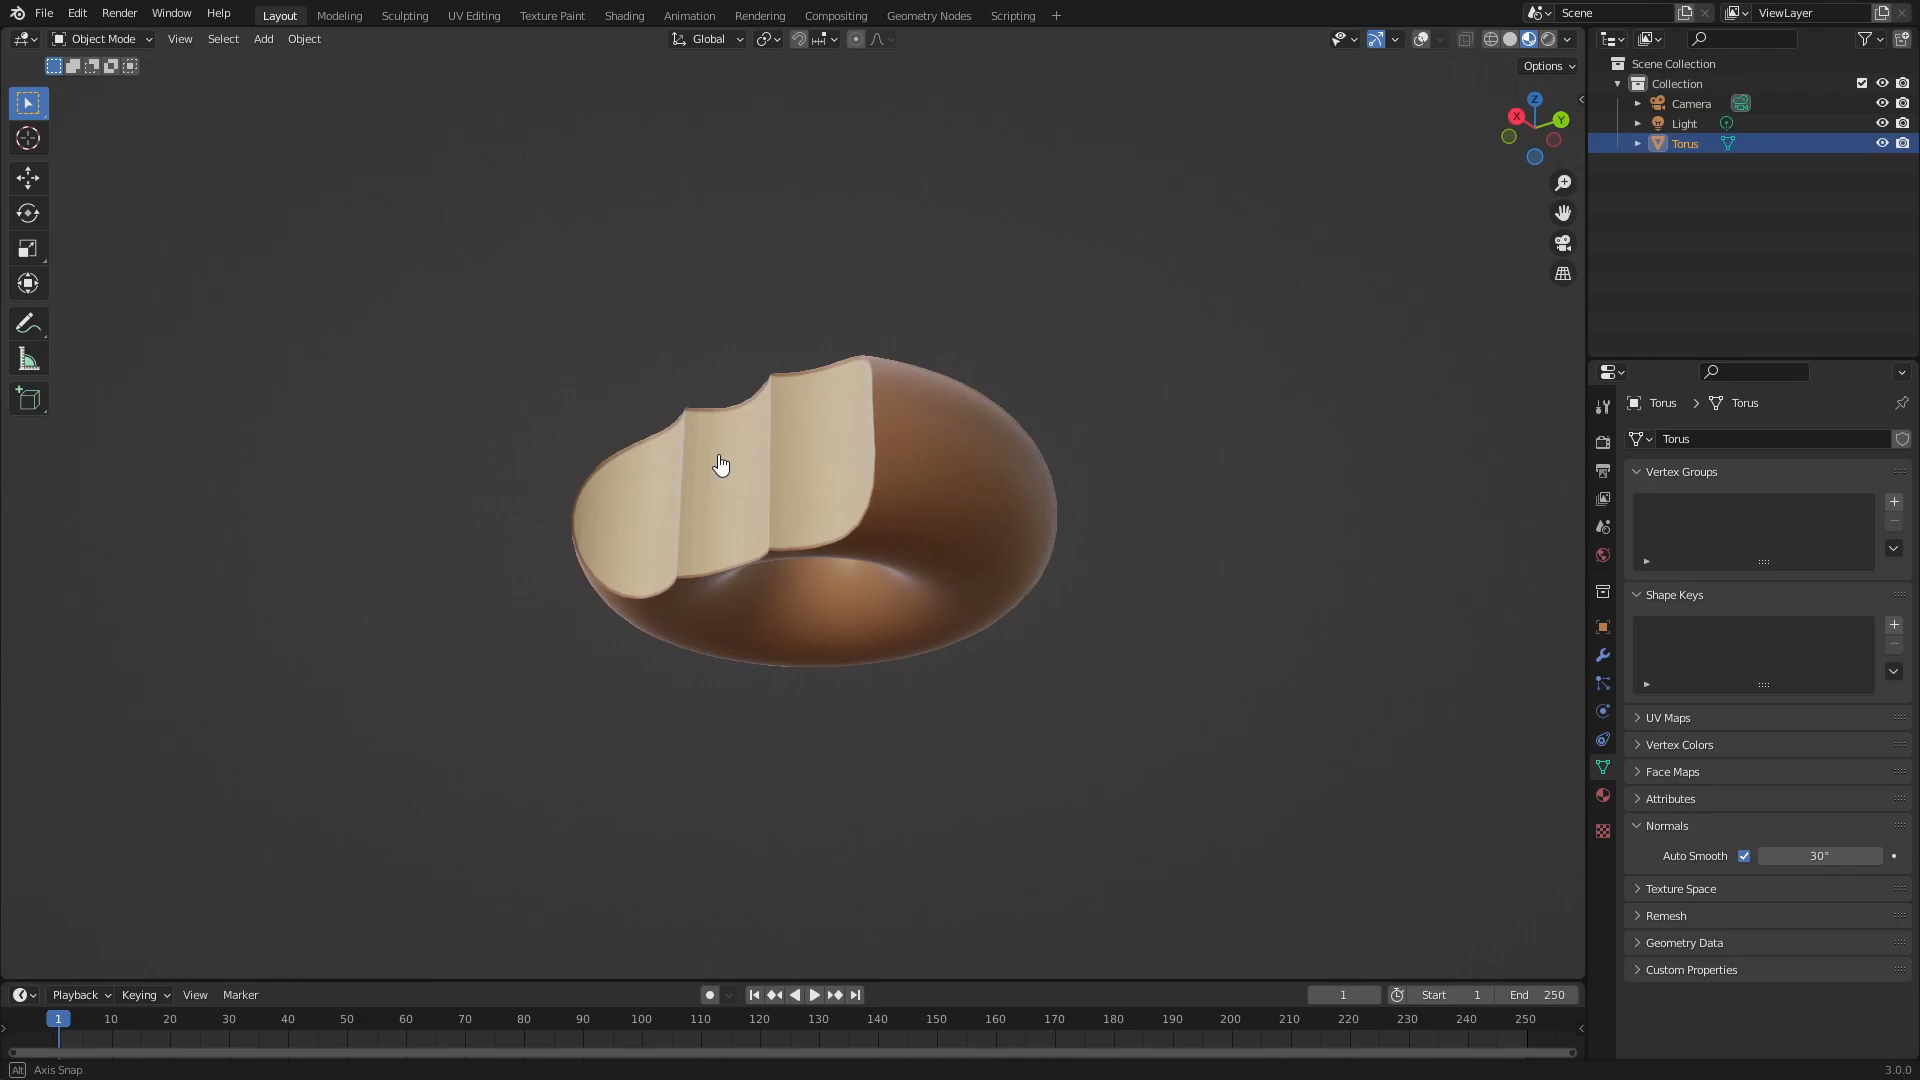 File Edit Render Window Help Layout Modeling Sculpting UV Editing Texture Paint Shading Animation Rendering Compositing Geometry Nodes Scripting + Scene ViewLayer
Object Mode View Select Add Object Global
Options
Z
X Y
Scene Collection
Collection
Camera
Light
Torus
Torus > Torus
Torus
Vertex Groups
Shape Keys
UV Maps
Vertex Colors
Face Maps
Attributes
Normals
Auto Smooth 30°
Texture Space
Remesh
Geometry Data
Custom Properties
Playback Keying View Marker 1 Start 1 End 250
1 10 20 30 40 50 60 70 80 90 100 110 120 130 140 150 160 170 180 190 200 210 220 230 240 250
Alt Axis Snap 3.0.0